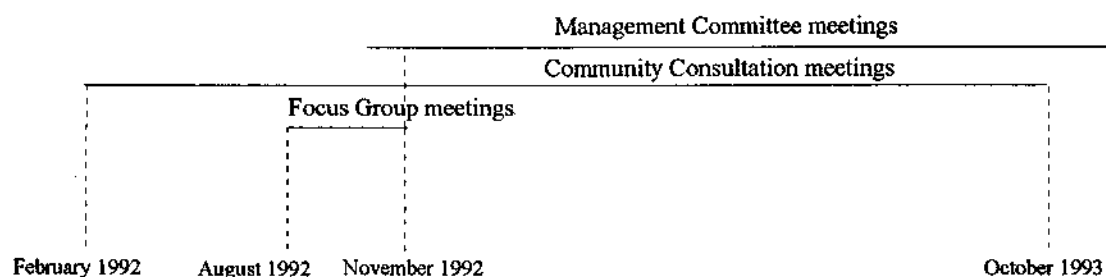 Management Committee meetings
Community Consultation meetings
Focus Group meetings
February 1992 August 1992 November 1992 October 1993